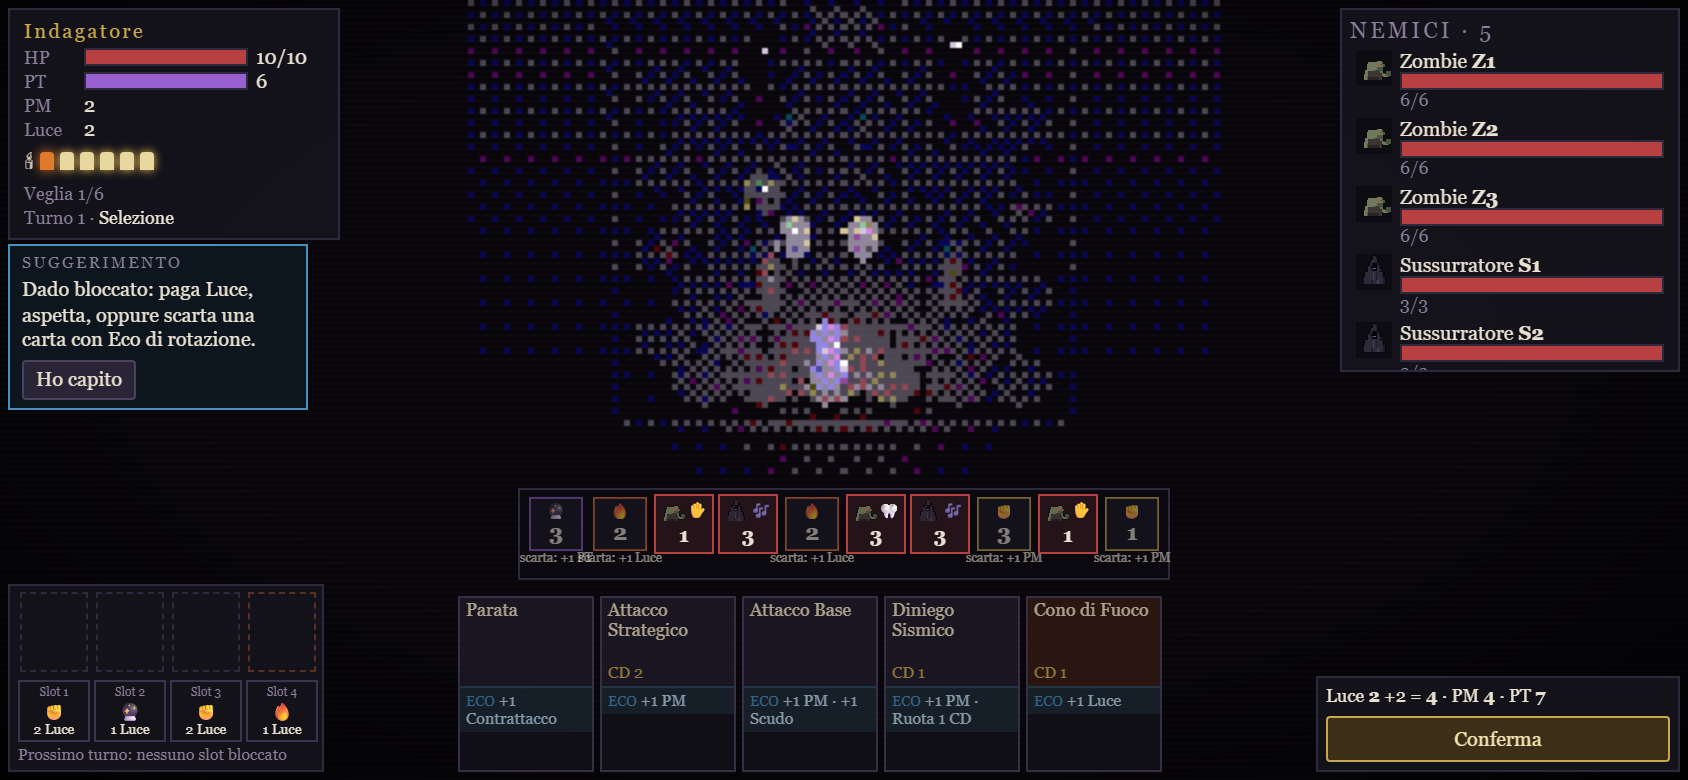 Indagatore
HP 10/10
PT 6
PM 2
Luce 2
Veglia 1/6
Turno 1 · Selezione
SUGGERIMENTO
Dado bloccato: paga Luce,
aspetta, oppure scarta una
carta con Eco di rotazione.
Ho capito
NEMICI · 5
Zombie Z1
6/6
Zombie Z2
6/6
Zombie Z3
6/6
Sussurratore S1
3/3
Sussurratore S2
3 2 1 3 2 3 3 3 1 1
scarta: +1 PT scarta: +1 Luce scarta: +1 Luce scarta: +1 PM scarta: +1 PM
Slot 1
2 Luce
Slot 2
1 Luce
Slot 3
2 Luce
Slot 4
1 Luce
Prossimo turno: nessuno slot bloccato
Parata
ECO +1
Contrattacco
Attacco
Strategico
CD 2
ECO +1 PM
Attacco Base
ECO +1 PM · +1
Scudo
Diniego
Sismico
CD 1
ECO +1 PM ·
Ruota 1 CD
Cono di Fuoco
CD 1
ECO +1 Luce
Luce 2 +2 = 4 · PM 4 · PT 7
Conferma